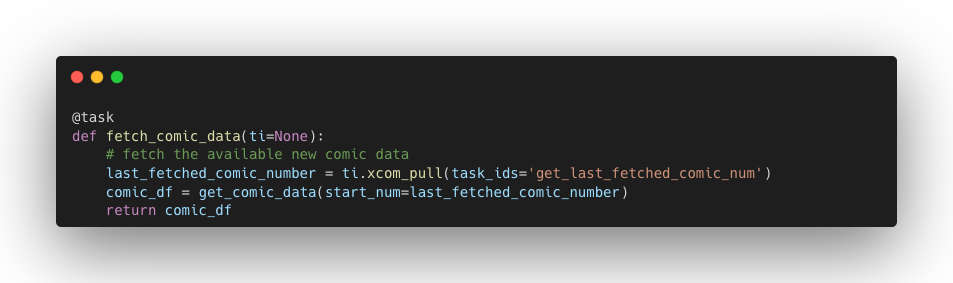 @task
def fetch_comic_data(ti=None):
    # fetch the available new comic data
    last_fetched_comic_number = ti.xcom_pull(task_ids='get_last_fetched_comic_num')
    comic_df = get_comic_data(start_num=last_fetched_comic_number)
    return comic_df